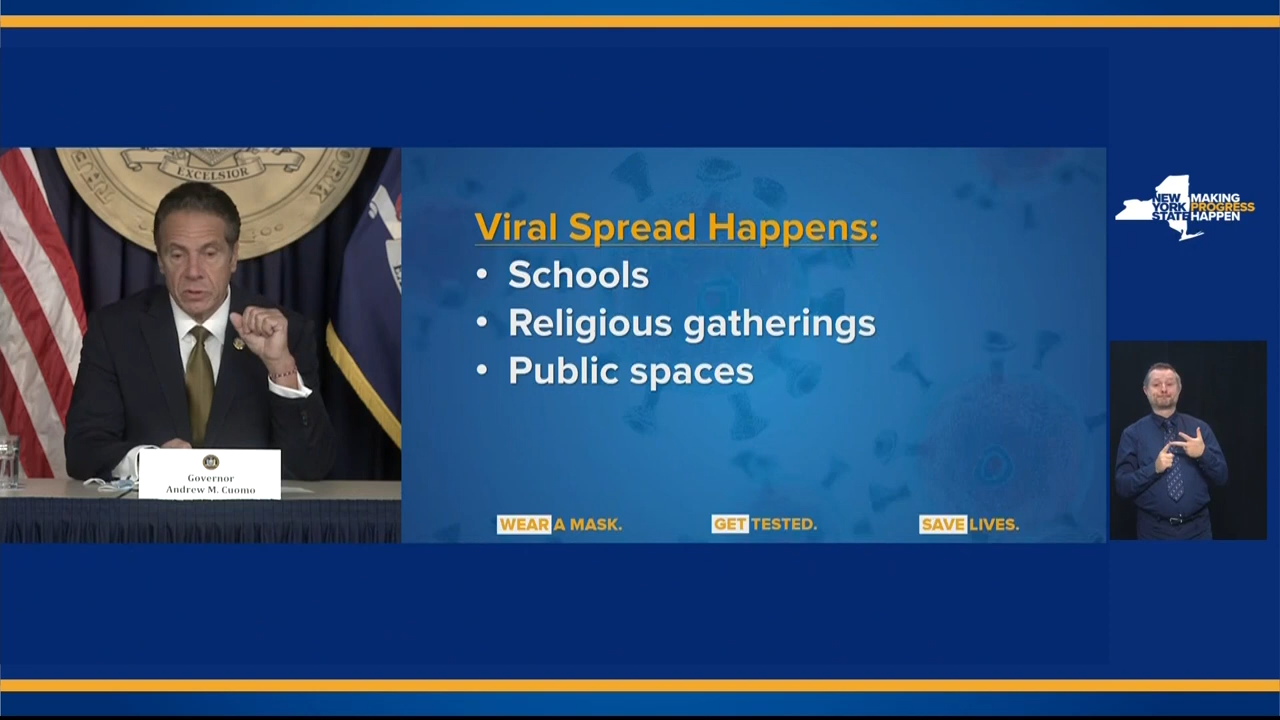 EXCELSIOR
Governor
Andrew M. Cuomo
Viral Spread Happens:
• Schools
• Religious gatherings
• Public spaces
WEAR A MASK.
GET TESTED.
SAVE LIVES.
NEW YORK STATE
MAKING
PROGRESS
HAPPEN